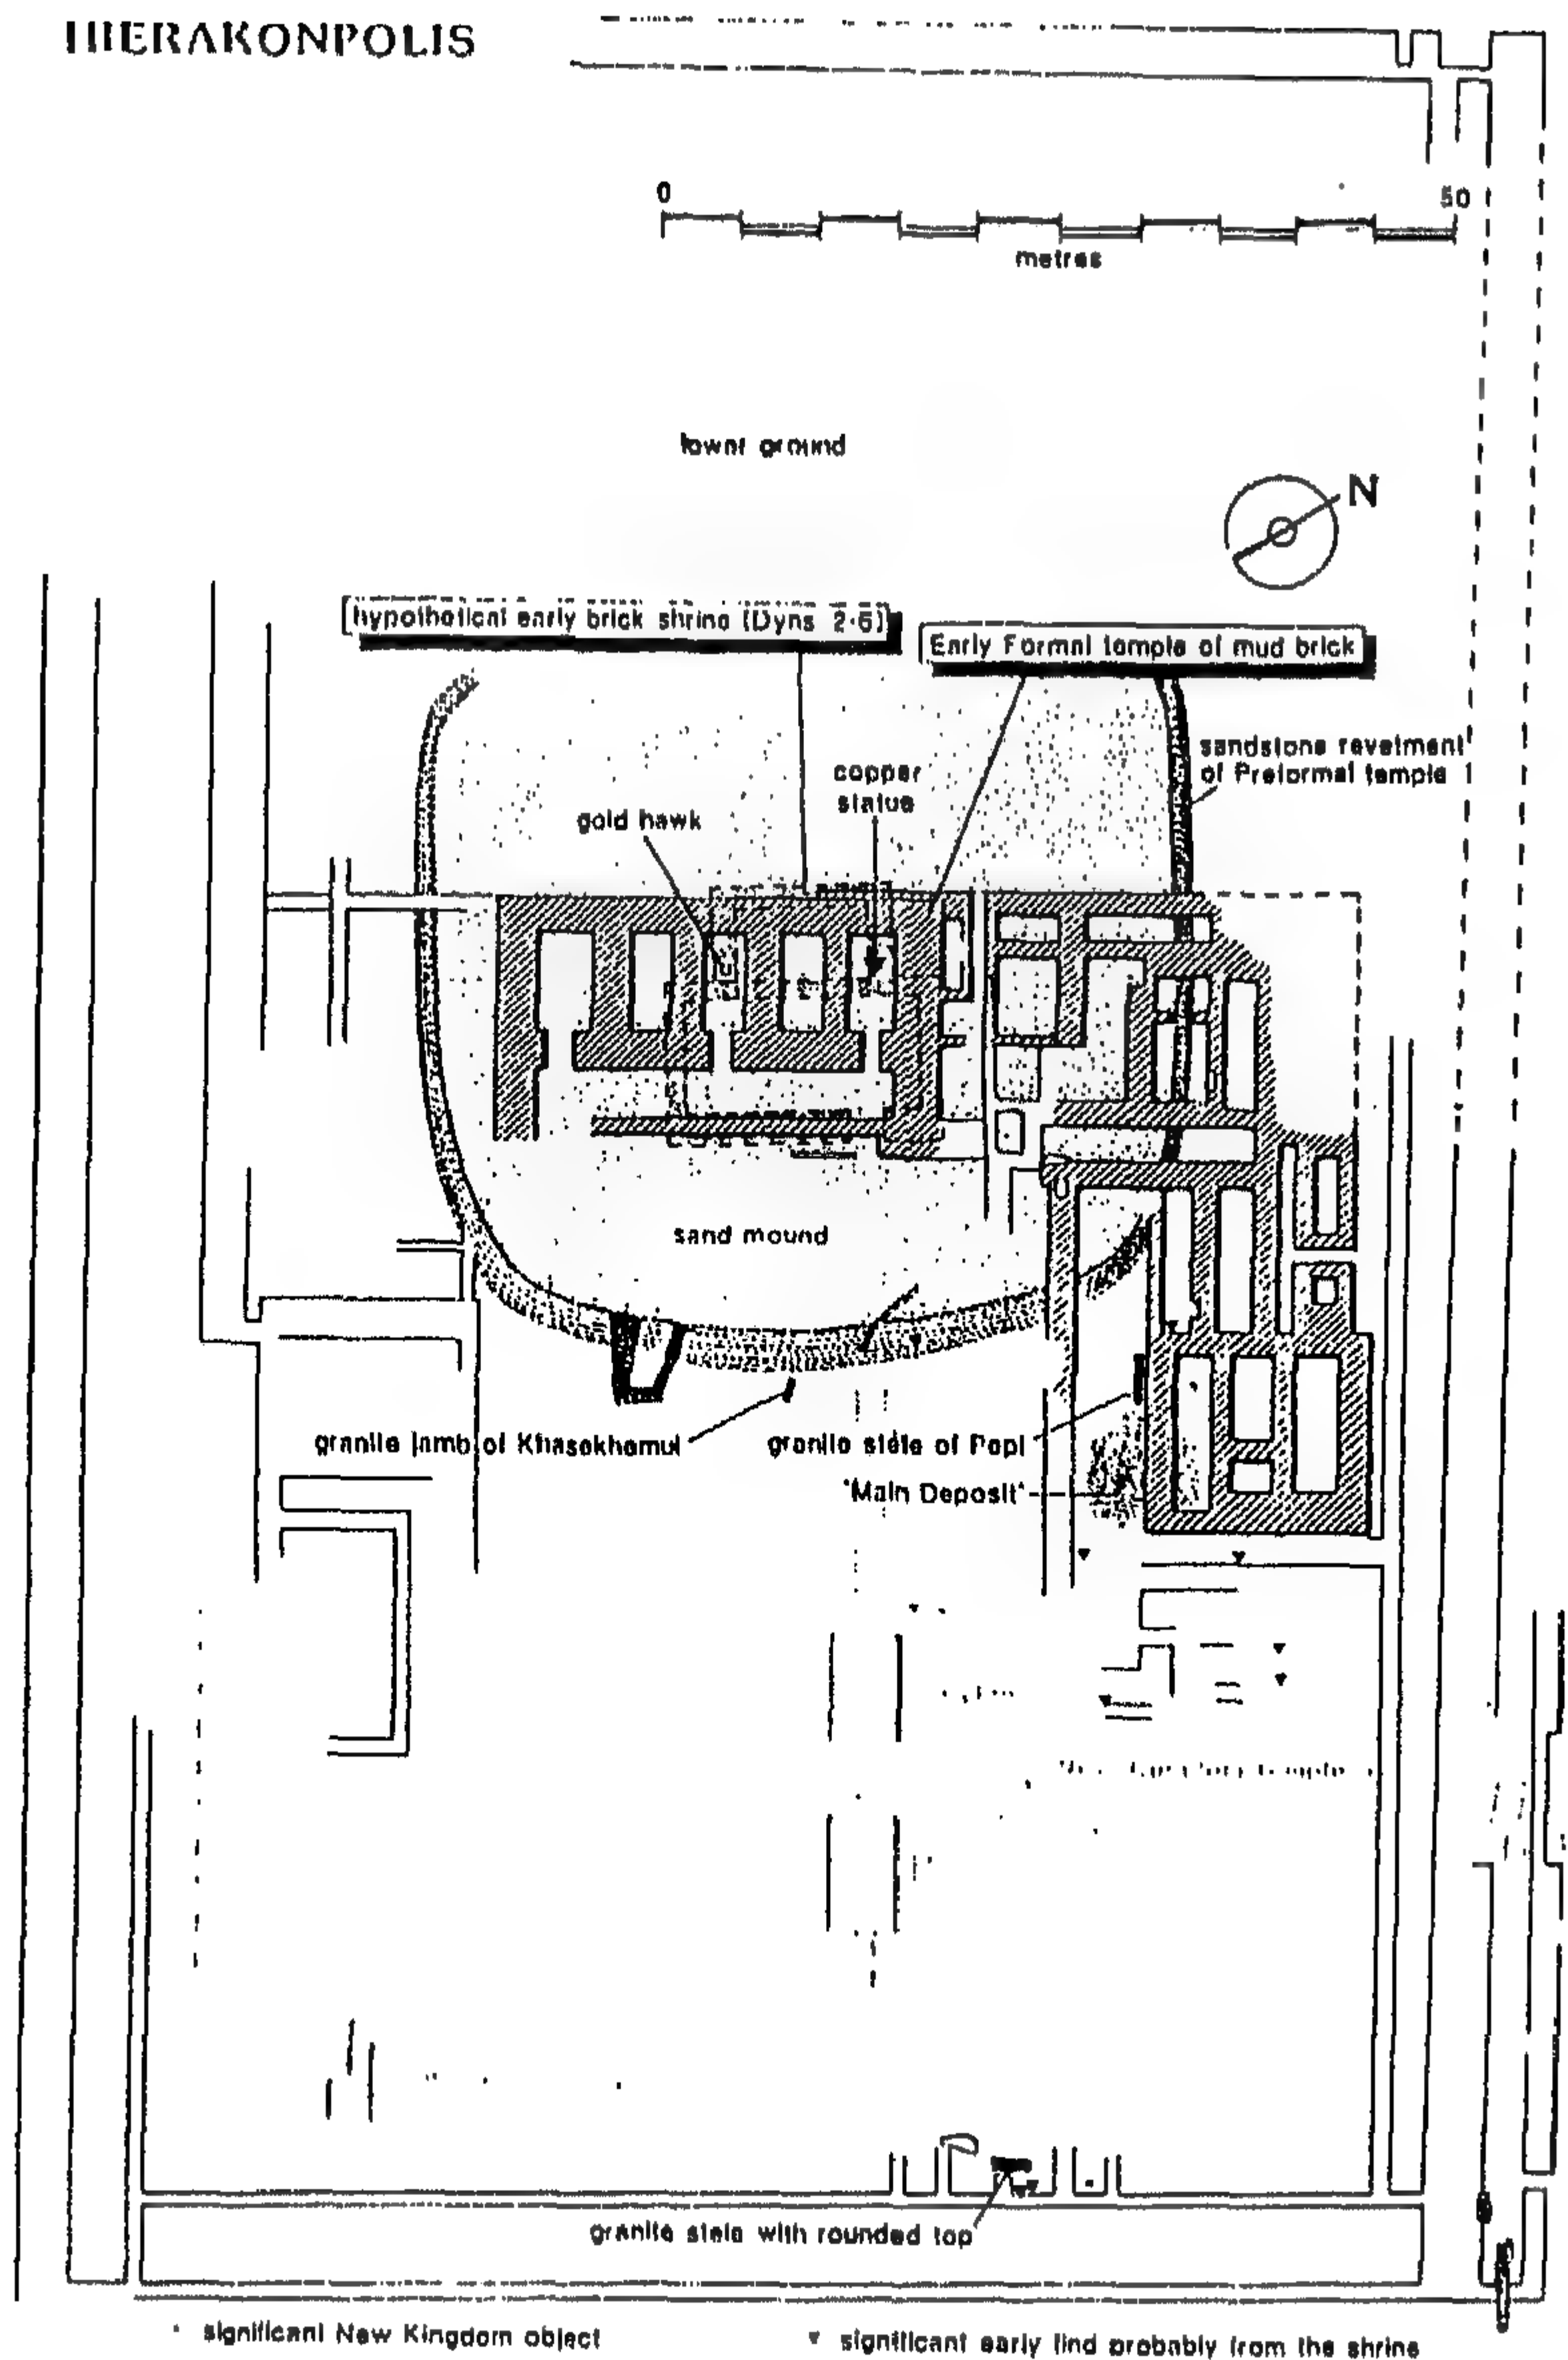 HIERAKONPOLIS
0 50
metres
lower ground
N
hypothetical early brick shrine (Dyns 2-6)
Early Formal temple of mud brick
sandstone revetment
of Preformal temple
copper
statue
gold hawk
sand mound
granite jamb of Khasekhemui
granite stele of Pepi
'Main Deposit'
temple
granite stela with rounded top
significant New Kingdom object
significant early find probably from the shrine